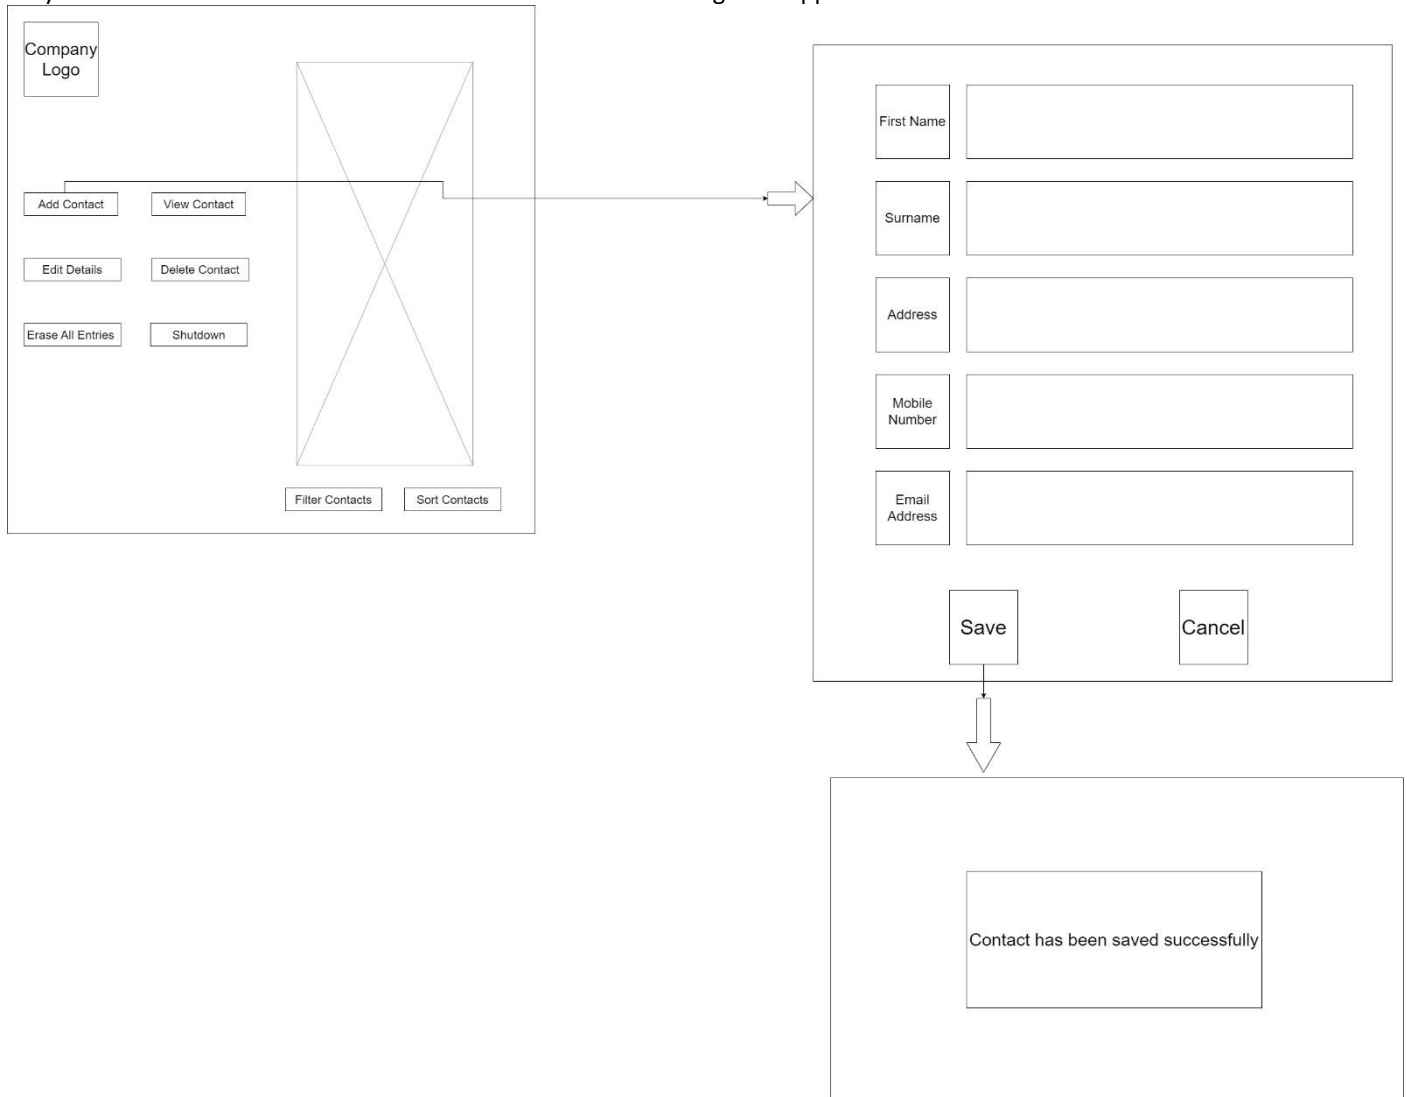 Company
Logo
Add Contact
View Contact
Edit Details
Delete Contact
Erase All Entries
Shutdown
Filter Contacts
Sort Contacts
First Name
Surname
Address
Mobile
Number
Email
Address
Save
Cancel
Contact has been saved successfully